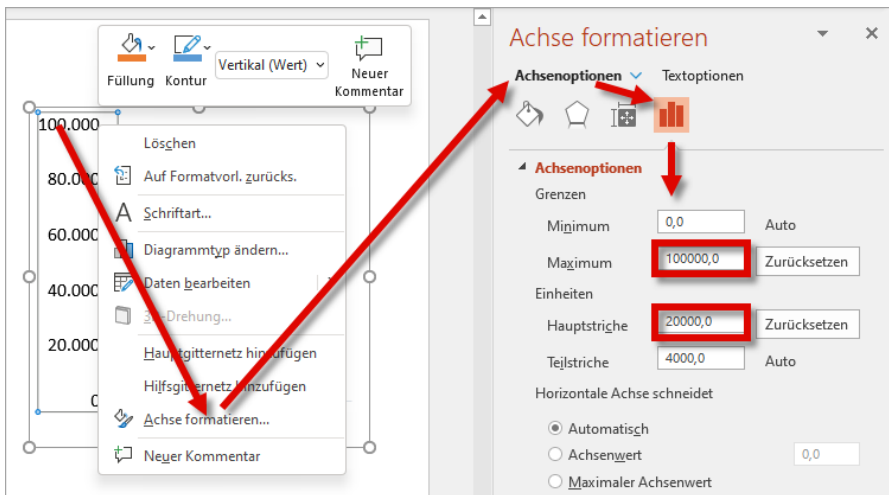 Füllung
Kontur
Vertikal (Wert)
Neuer
Kommentar
100.000
80.000
60.000
40.000
20.000
0
Löschen
Auf Formatvorl. zurücks.
Schriftart...
Diagrammtyp ändern...
Daten bearbeiten
3D-Drehung...
Hauptgitternetz hinzufügen
Hilfsgitternetz hinzufügen
Achse formatieren...
Neuer Kommentar
Achse formatieren
Achsenoptionen
Textoptionen
Achsenoptionen
Grenzen
Minimum 0,0 Auto
Maximum 100000,0 Zurücksetzen
Einheiten
Hauptstriche 20000,0 Zurücksetzen
Teilstriche 4000,0 Auto
Horizontale Achse schneidet
Automatisch
Achsenwert 0,0
Maximaler Achsenwert